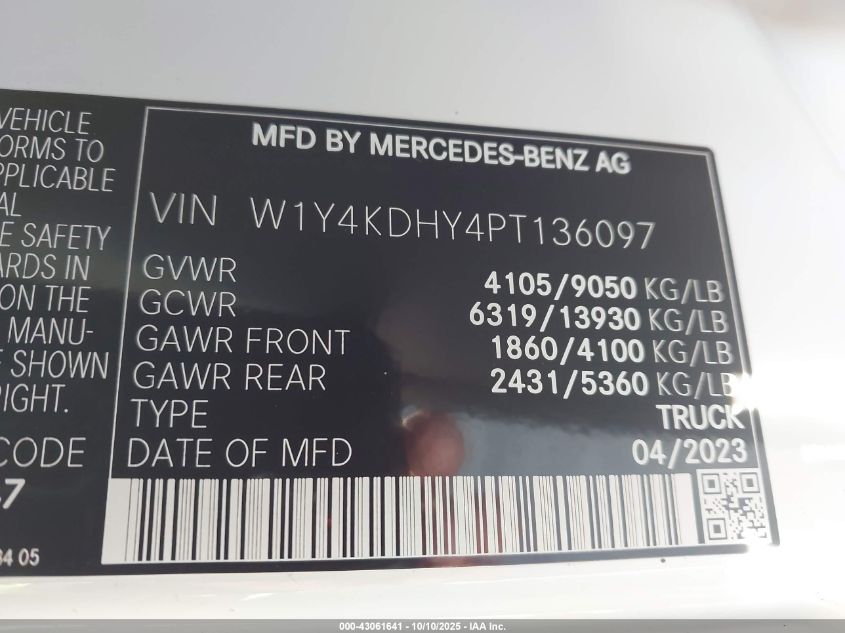 VEHICLE
ORMS TO
PPLICABLE
AL
E SAFETY
ARDS IN
ON THE
MANU-
E SHOWN
IGHT.
CODE
7
84 05
MFD BY MERCEDES-BENZ AG
VIN W1Y4KDHY4PT136097
GVWR 4105/9050 KG/LB
GCWR 6319/13930 KG/LB
GAWR FRONT 1860/4100 KG/LB
GAWR REAR 2431/5360 KG/LB
TYPE TRUCK
DATE OF MFD 04/2023
000-43061641 / 10/10/2025 - IAA Inc.